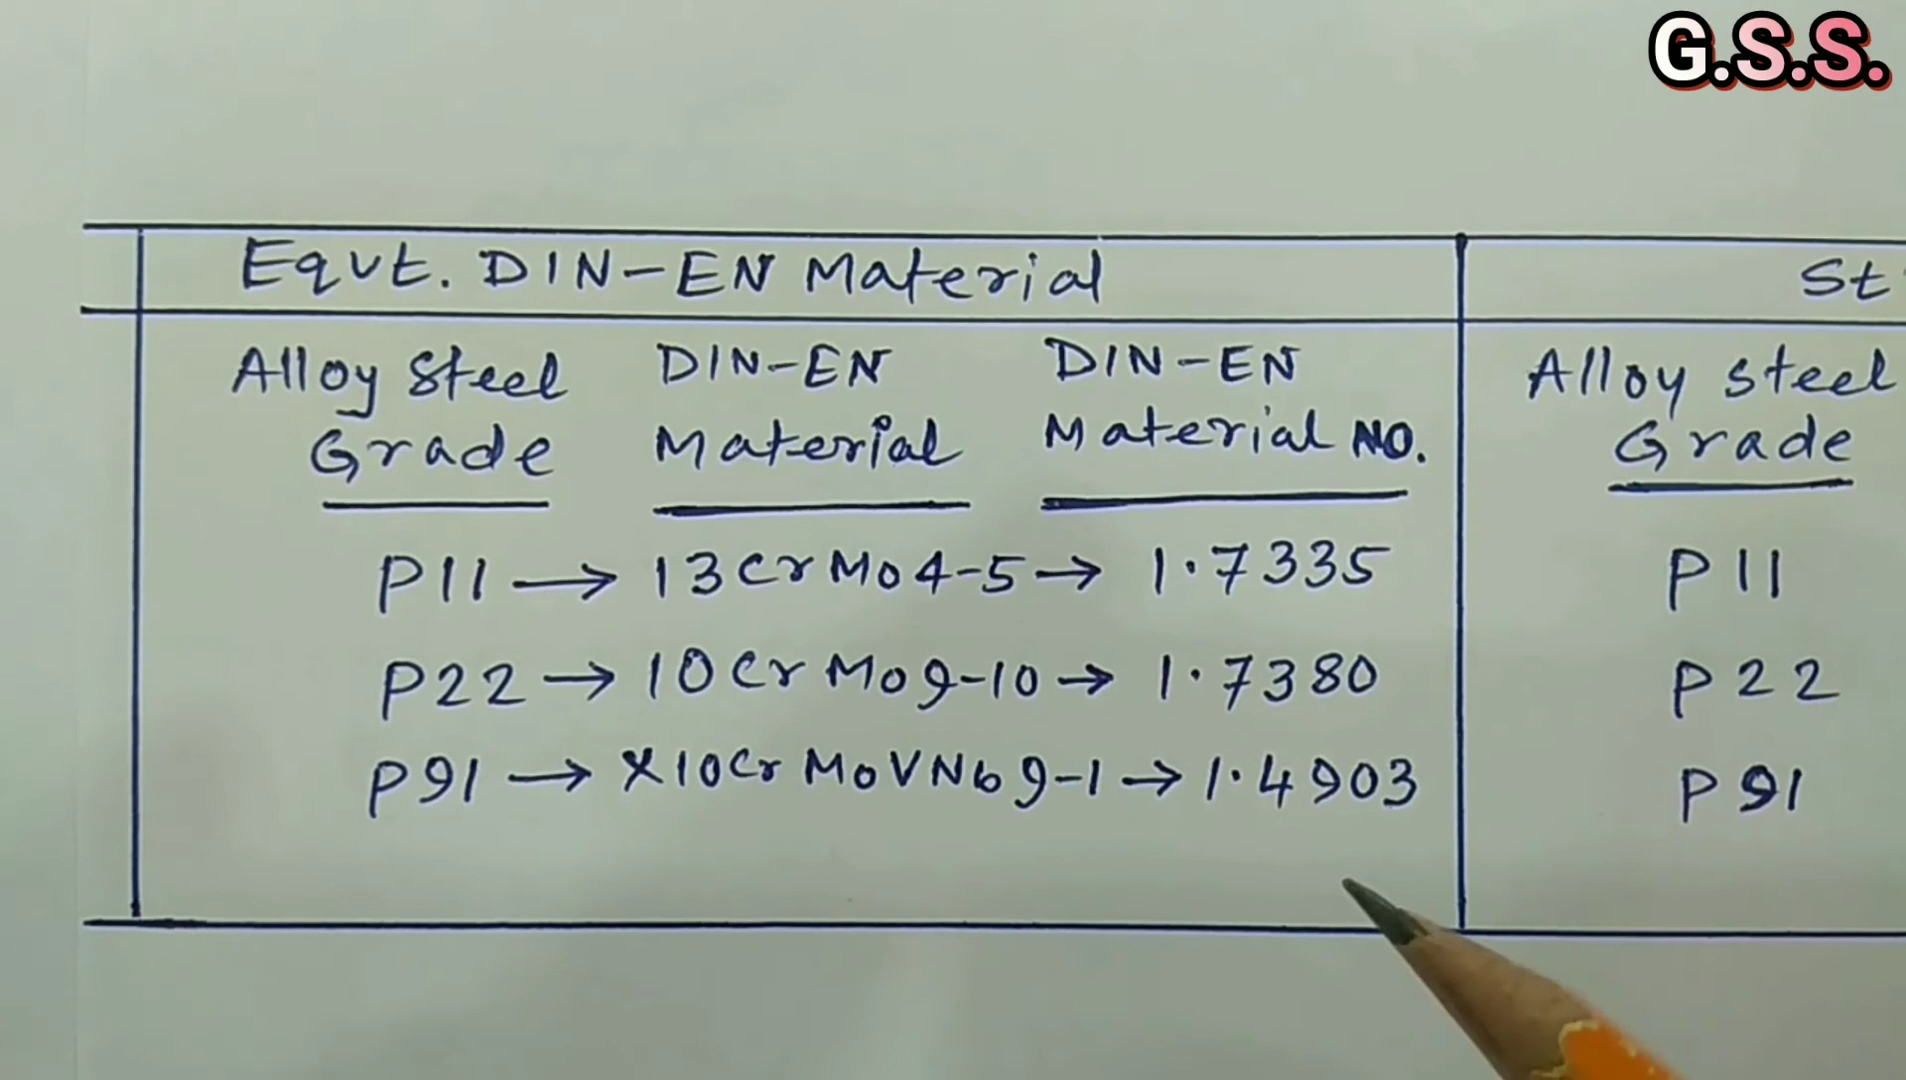 G.S.S.
Eqvt. DIN-EN Material
St
Alloy Steel Grade
DIN-EN Material
DIN-EN Material NO.
Alloy steel Grade
P11 → 13CrMo4-5 → 1.7335
P11
P22 → 10CrMo9-10 → 1.7380
P22
P91 → X10CrMoVNb9-1 → 1.4903
P91